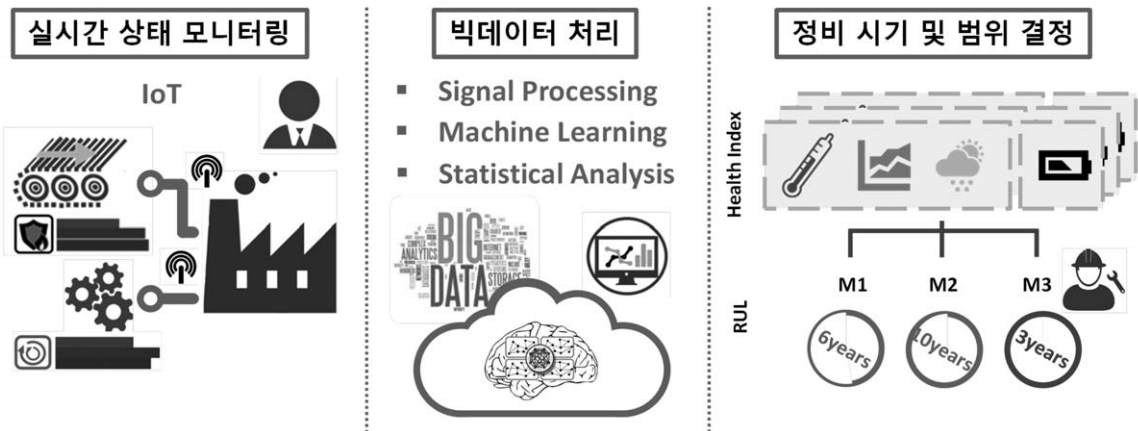 실시간 상태 모니터링
IoT
빅데이터 처리
▪ Signal Processing
▪ Machine Learning
▪ Statistical Analysis
BIG
DATA
ANALYTICS
STORAGE
정비 시기 및 범위 결정
Health Index
M1
M2
M3
RUL
6years
10years
3years